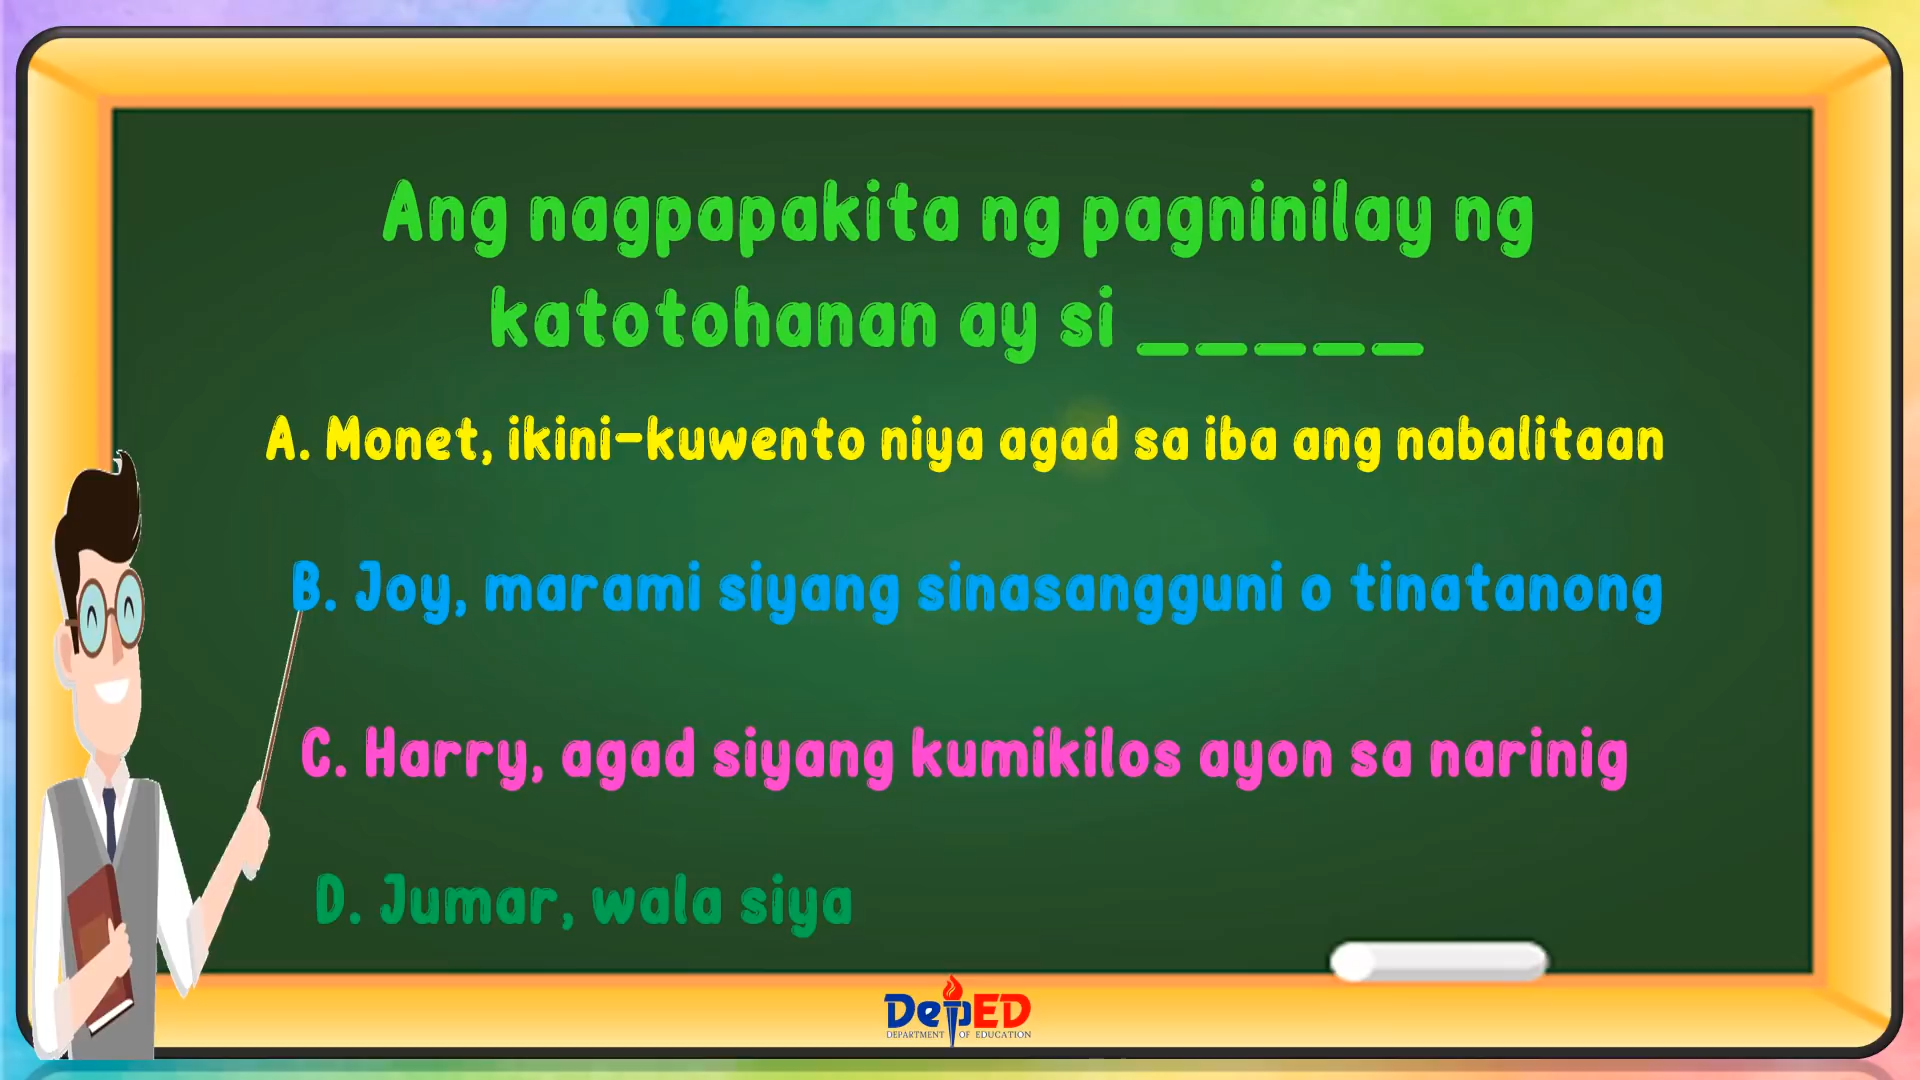 Ang nagpapakita ng pagninilay ng
katotohanan ay si _____
A. Monet, ikini-kuwento niya agad sa iba ang nabalitaan
B. Joy, marami siyang sinasangguni o tinatanong
C. Harry, agad siyang kumikilos ayon sa narinig
D. Jumar, wala siya
DepED
DEPARTMENT OF EDUCATION